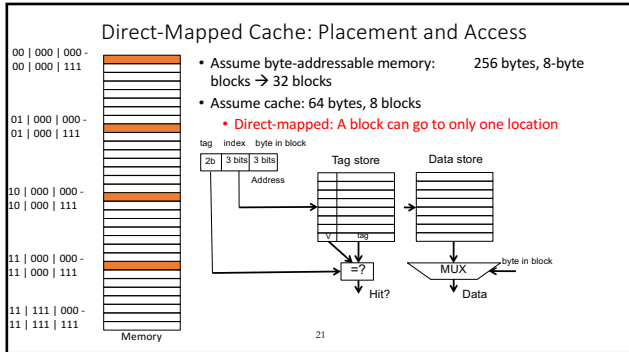 Direct-Mapped Cache: Placement and Access
00 | 000 | 000 -
00 | 000 | 111
01 | 000 | 000 -
01 | 000 | 111
10 | 000 | 000 -
10 | 000 | 111
11 | 000 | 000 -
11 | 000 | 111
11 | 111 | 000 -
11 | 111 | 111
Memory
• Assume byte-addressable memory: 256 bytes, 8-byte
blocks → 32 blocks
• Assume cache: 64 bytes, 8 blocks
• Direct-mapped: A block can go to only one location
tag index byte in block
2b 3 bits 3 bits
Address
Tag store
Data store
V tag
=?
MUX
byte in block
Hit?
Data
21